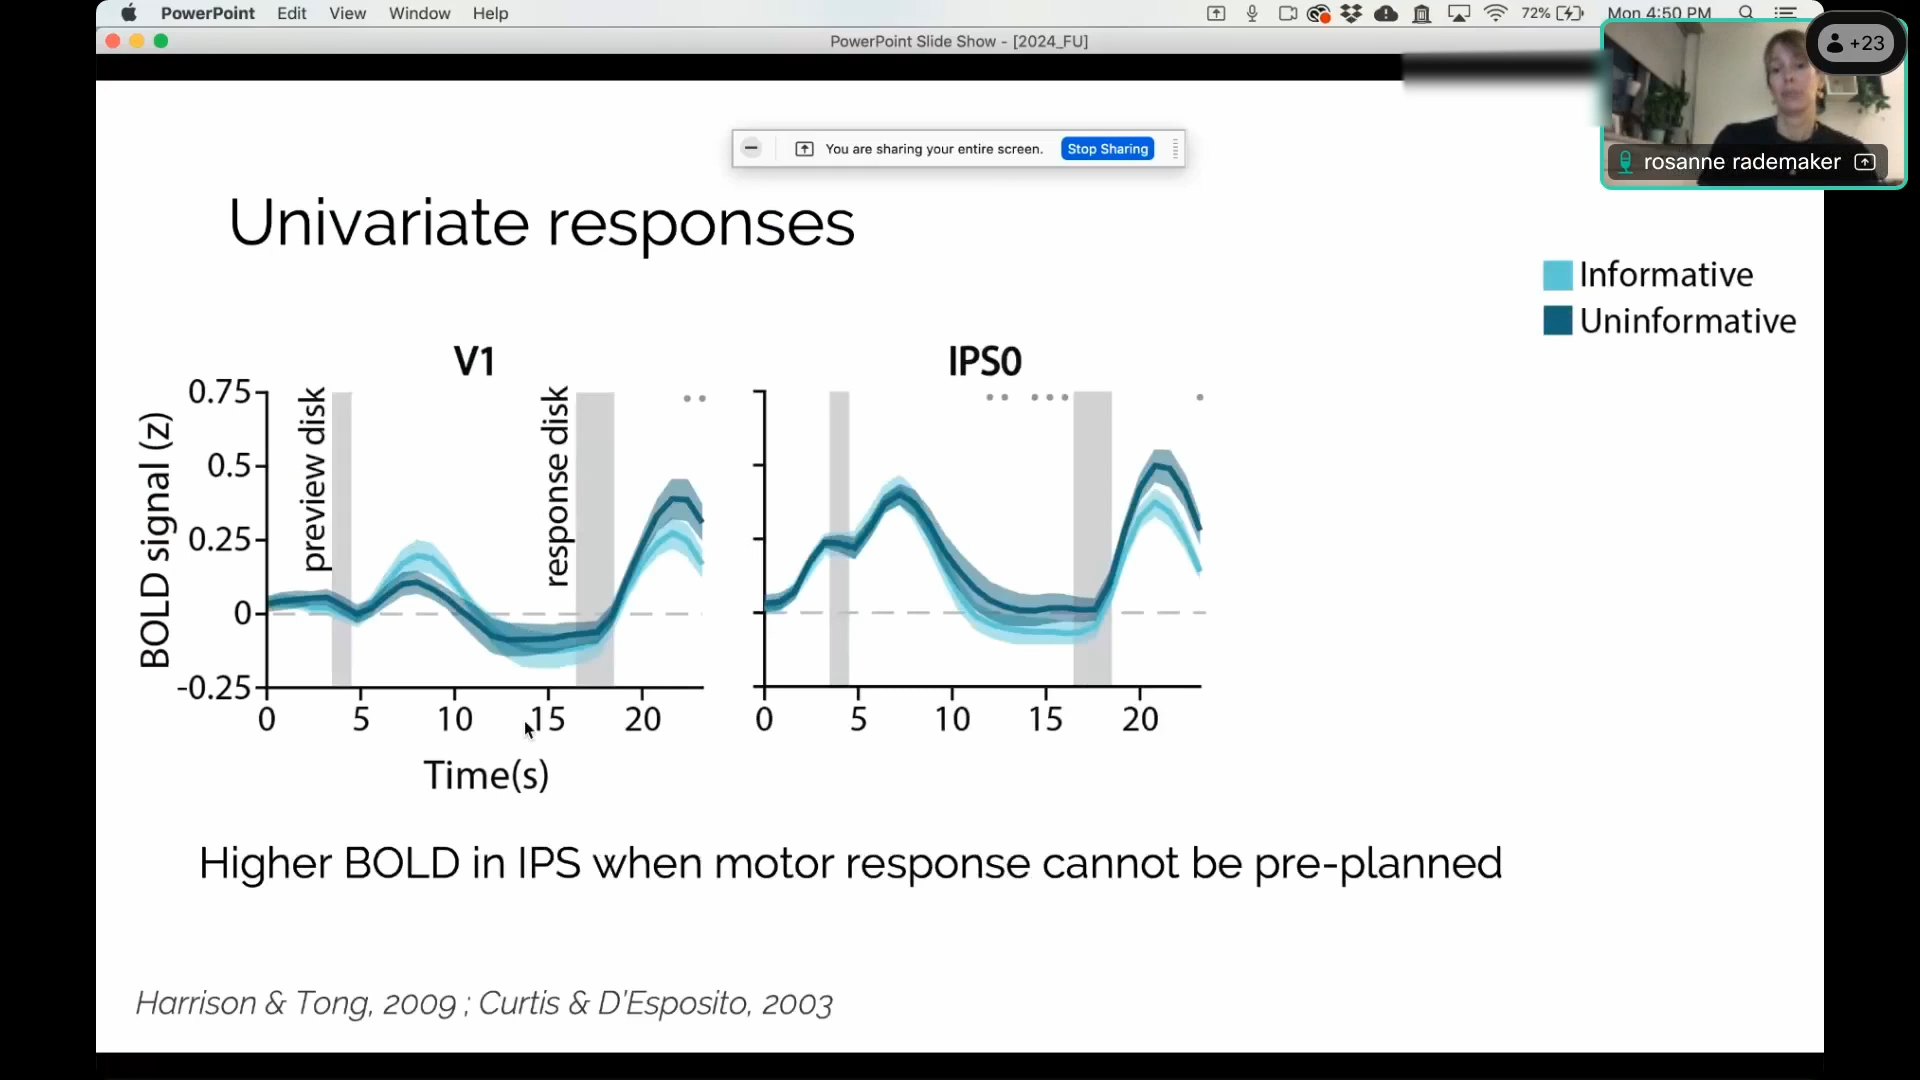 PowerPoint Edit View Window Help
72% Mon 4:50 PM
PowerPoint Slide Show - [2024_FU]
+23
You are sharing your entire screen. Stop Sharing
rosanne rademaker
Univariate responses
Informative
Uninformative
V1
IPS0
BOLD signal (z)
0.75
0.5
0.25
0
-0.25
preview disk
response disk
0 5 10 15 20
0 5 10 15 20
Time(s)
Higher BOLD in IPS when motor response cannot be pre-planned
Harrison & Tong, 2009 ; Curtis & D'Esposito, 2003